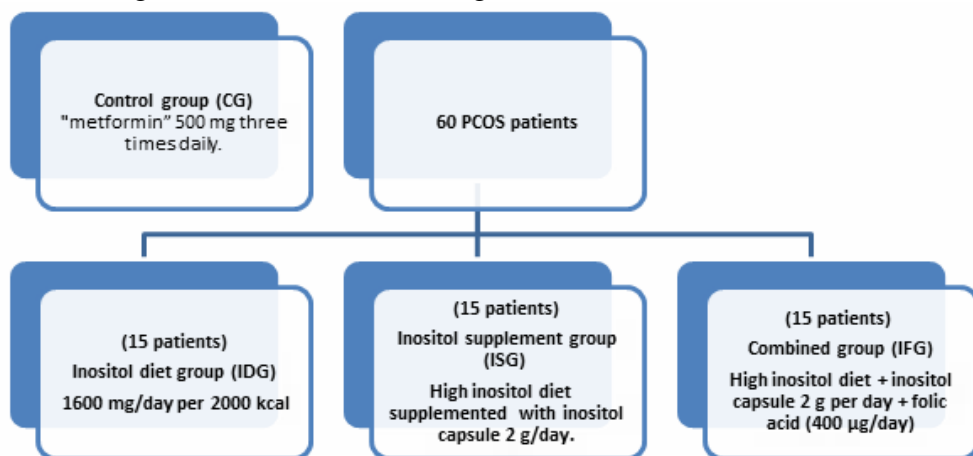 Control group (CG)
"metformin" 500 mg three
times daily.
60 PCOS patients
(15 patients)
Inositol diet group (IDG)
1600 mg/day per 2000 kcal
(15 patients)
Inositol supplement group
(ISG)
High inositol diet
supplemented with inositol
capsule 2 g/day.
(15 patients)
Combined group (IFG)
High inositol diet + inositol
capsule 2 g per day + folic
acid (400 µg/day)